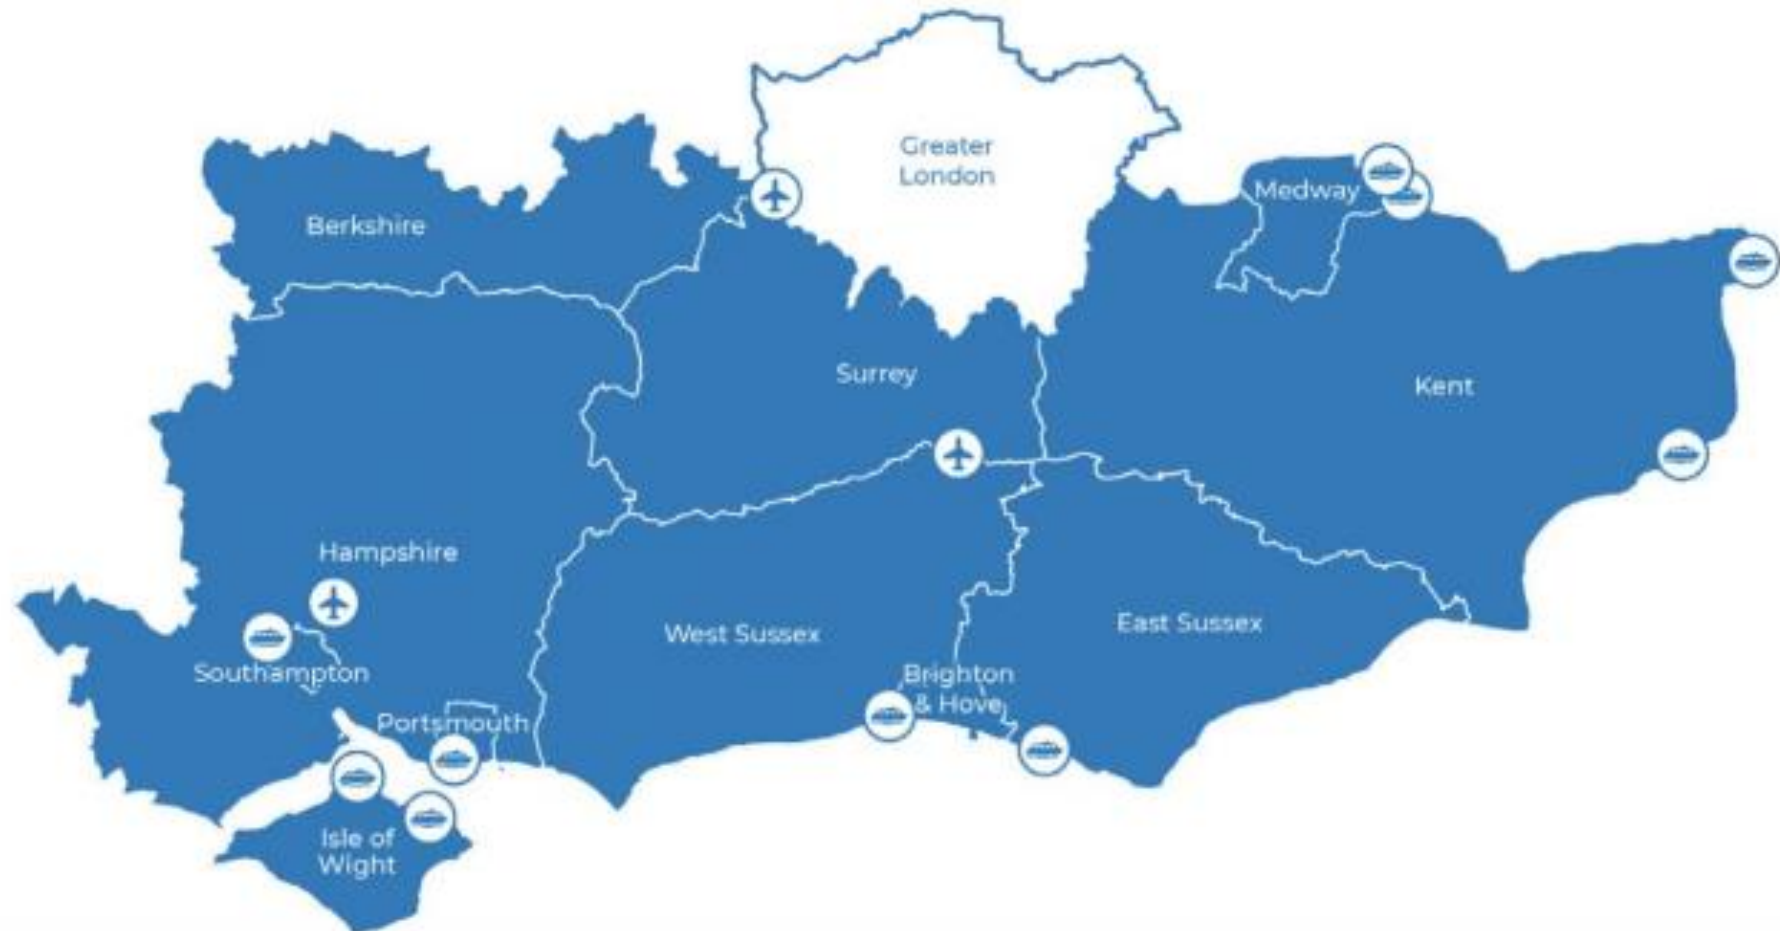 Greater
London
Medway
Berkshire
Surrey
Kent
Hampshire
East Sussex
West Sussex
Southampton
Brighton
& Hove
Portsmouth
Isle of
Wight